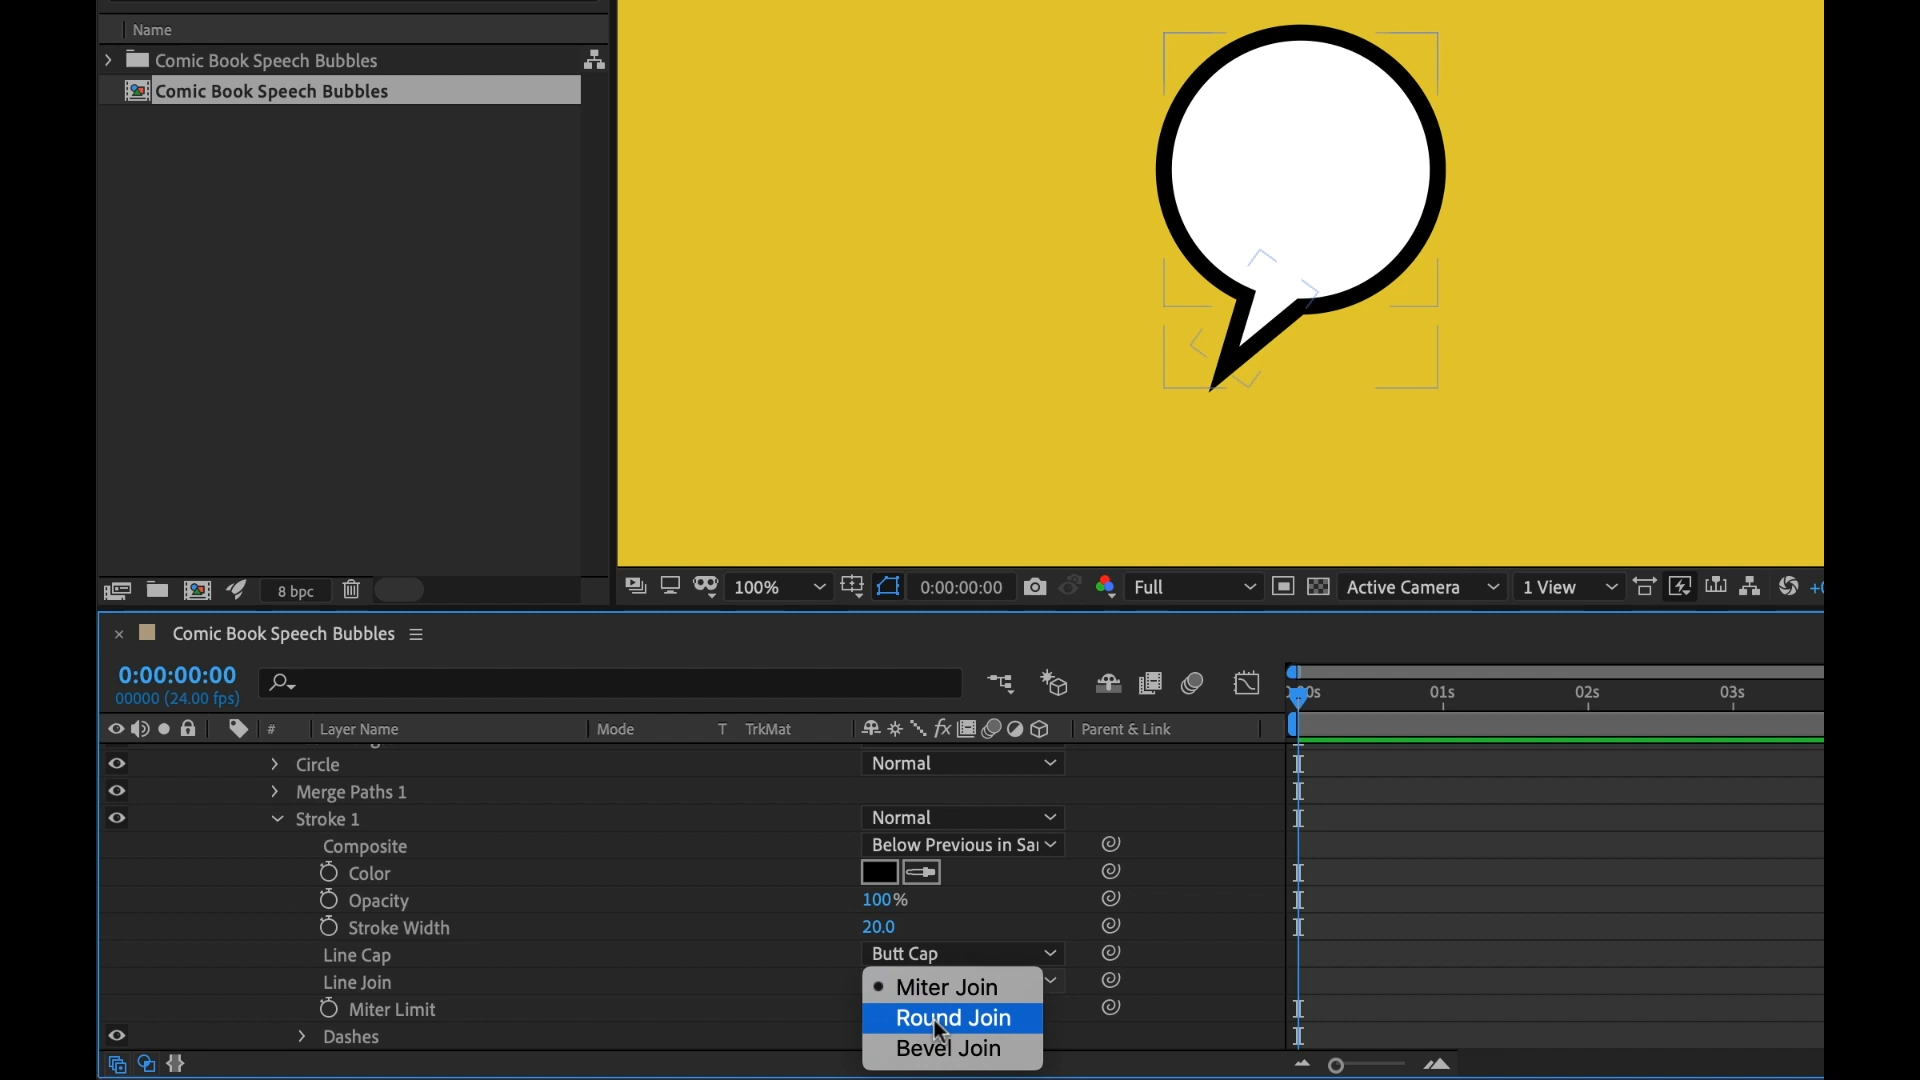 Name
Comic Book Speech Bubbles
Comic Book Speech Bubbles
8 bpc
100%
0:00:00:00
Full
Active Camera
1 View
Comic Book Speech Bubbles
0:00:00:00
00000 (24.00 fps)
01s
02s
03s
# Layer Name Mode T TrkMat fx Parent & Link
Circle Normal
Merge Paths 1
Stroke 1 Normal
Composite Below Previous in Sa
Color
Opacity 100%
Stroke Width 20.0
Line Cap Butt Cap
Line Join
Miter Join
Miter Limit
Round Join
Dashes
Bevel Join